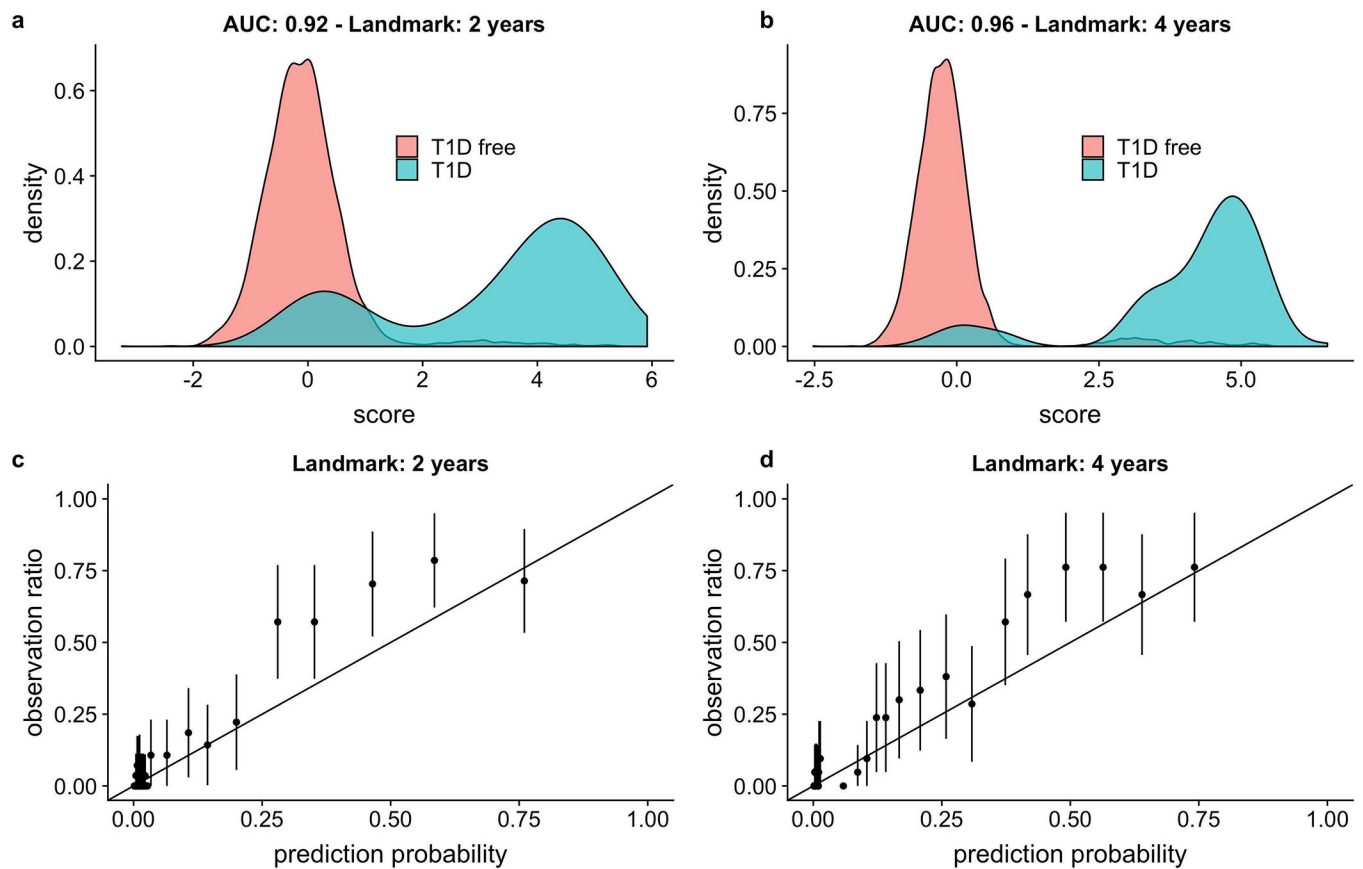 a
AUC: 0.92 - Landmark: 2 years
density
0.6
0.4
0.2
0.0
T1D free
T1D
-2
0
2
4
6
score
b
AUC: 0.96 - Landmark: 4 years
density
0.75
0.50
0.25
0.00
T1D free
T1D
-2.5
0.0
2.5
5.0
score
c
Landmark: 2 years
observation ratio
1.00
0.75
0.50
0.25
0.00
0.00
0.25
0.50
0.75
1.00
prediction probability
d
Landmark: 4 years
observation ratio
1.00
0.75
0.50
0.25
0.00
0.00
0.25
0.50
0.75
1.00
prediction probability